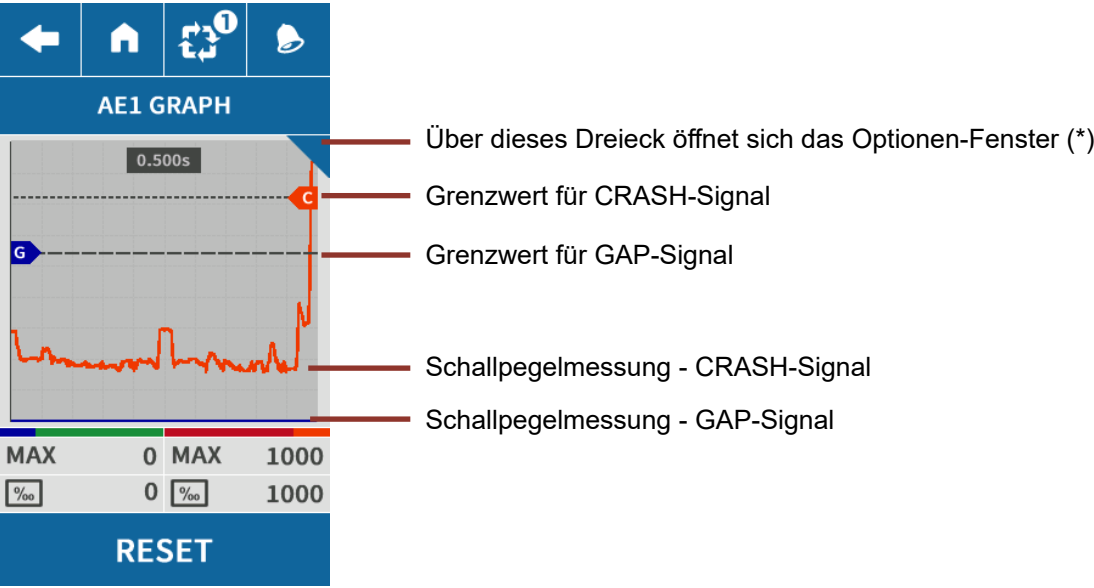 1
AE1 GRAPH
0.500s
Über dieses Dreieck öffnet sich das Optionen-Fenster (*)
C
Grenzwert für CRASH-Signal
G
Grenzwert für GAP-Signal
Schallpegelmessung - CRASH-Signal
Schallpegelmessung - GAP-Signal
MAX 0 MAX 1000
‰ 0 ‰ 1000
RESET